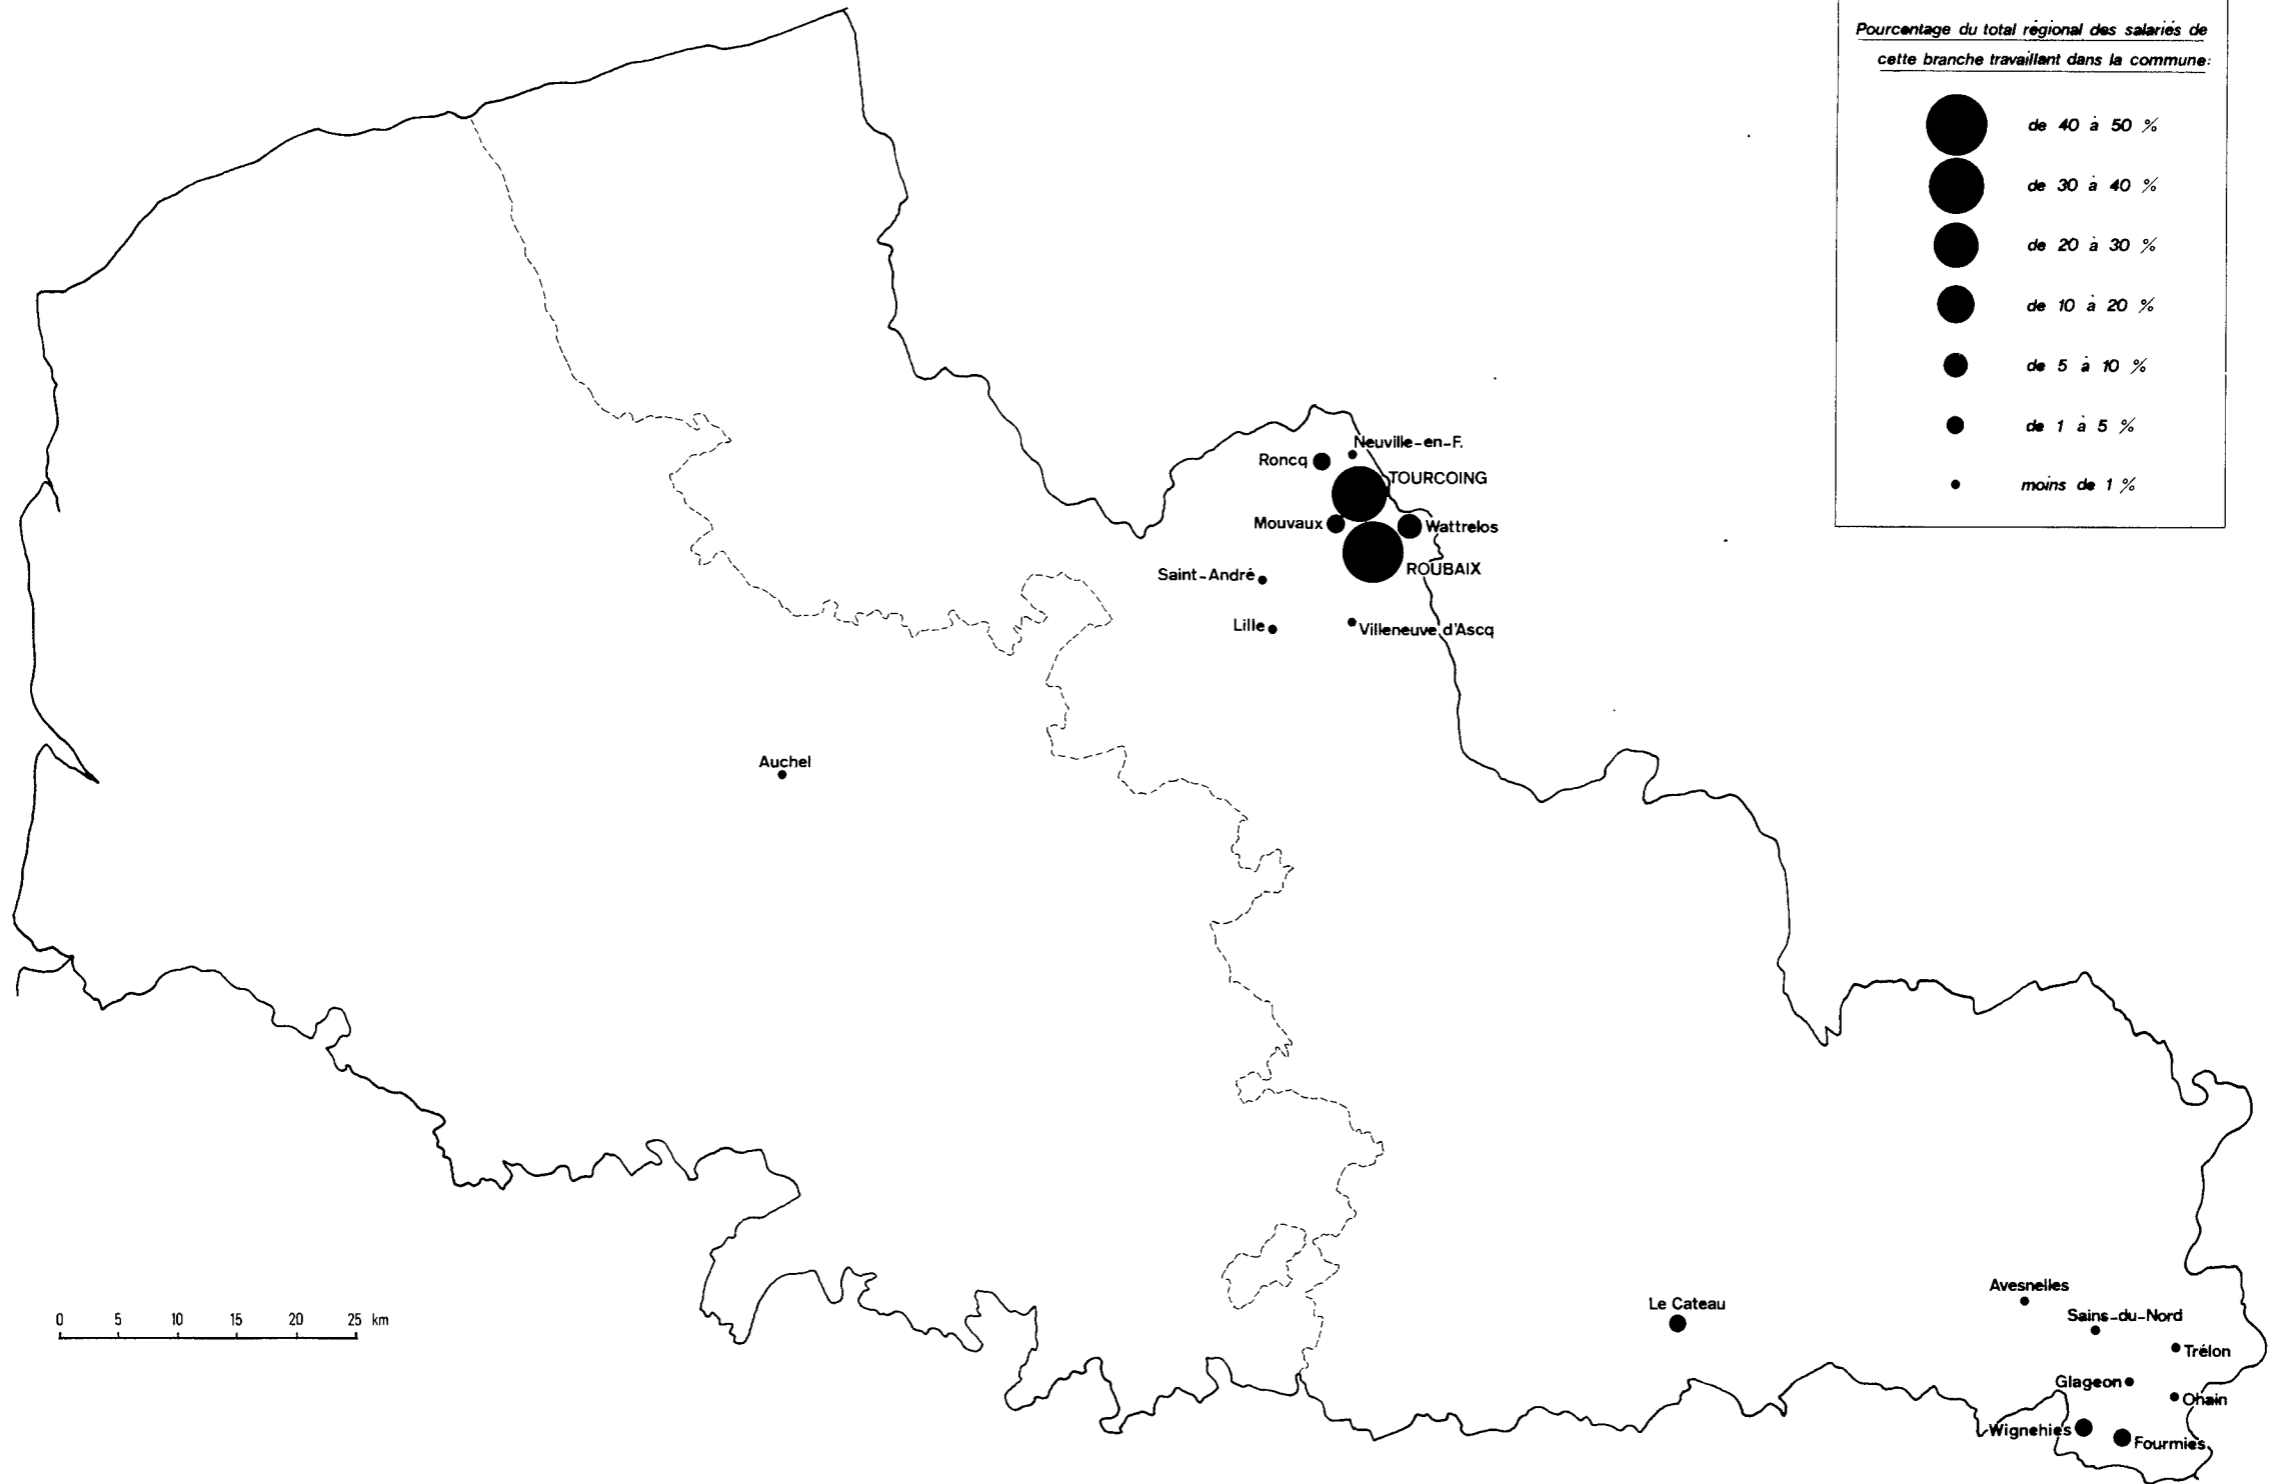 Pourcentage du total régional des salariés de
cette branche travaillant dans la commune:
de 40 à 50 %
de 30 à 40 %
de 20 à 30 %
de 10 à 20 %
de 5 à 10 %
de 1 à 5 %
moins de 1 %
Neuville-en-F.
Roncq
TOURCOING
Mouvaux
Wattrelos
ROUBAIX
Saint-André
Lille
Villeneuve d'Ascq
Auchel
Avesnelles
Le Cateau
Sains-du-Nord
Trélon
Glageon
Ohain
Wignehies
Fourmies
0 5 10 15 20 25 km